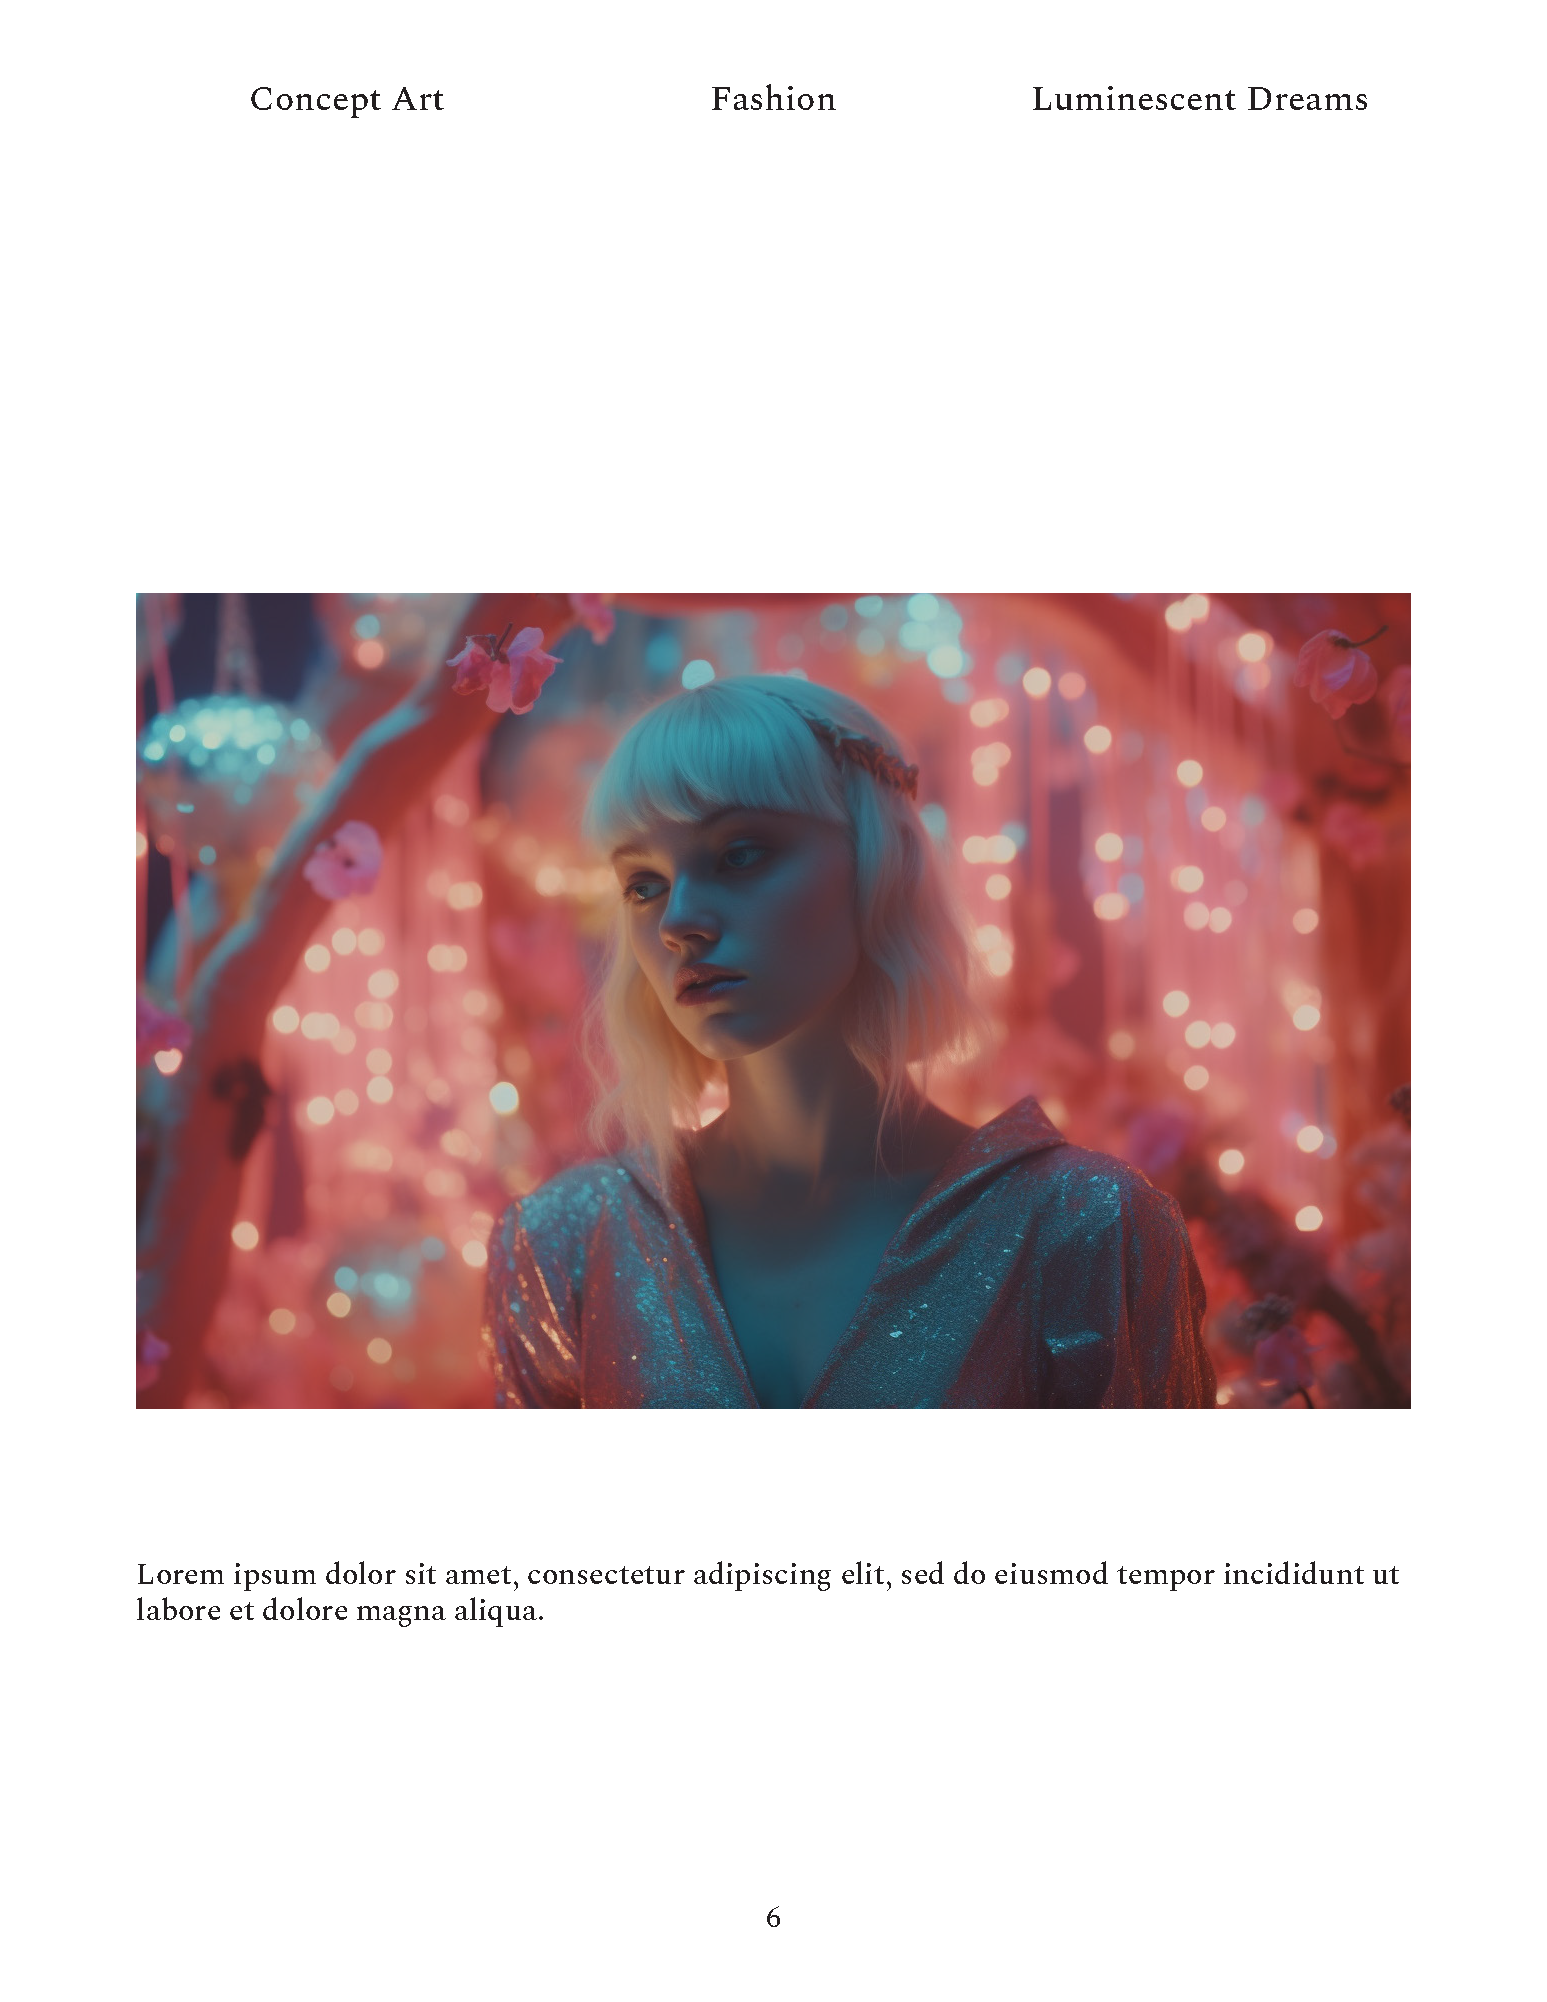 Concept Art Fashion Luminescent Dreams
Lorem ipsum dolor sit amet, consectetur adipiscing elit, sed do eiusmod tempor incididunt ut
labore et dolore magna aliqua.
6